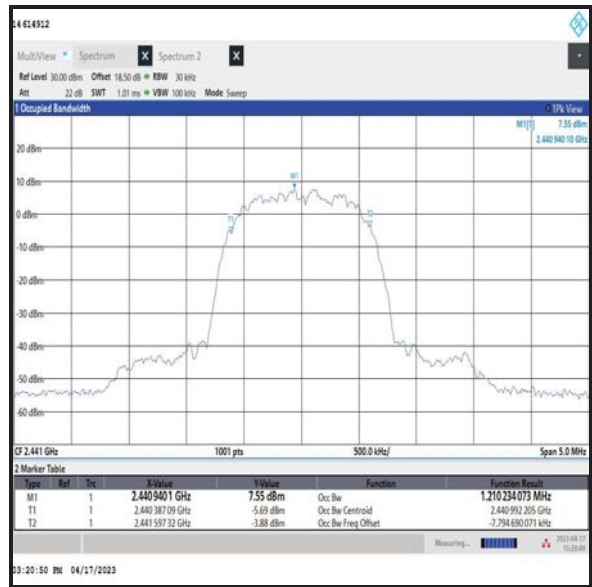 14 614912
MultiView Spectrum X Spectrum 2 X
Ref Level 30.00 dBm Offset 18.50 dB RBW 30 kHz
Att 22 dB SWT 1.01 ms VBW 100 kHz Mode Sweep
1 Occupied Bandwidth 1Pk View
M1[1] 7.55 dBm
2.440 940 10 GHz
20 dBm
M1
10 dBm
0 dBm
T1 T2
-10 dBm
-20 dBm
-30 dBm
-40 dBm
-50 dBm
-60 dBm
CF 2.441 GHz 1001 pts 500.0 kHz/ Span 5.0 MHz
2 Marker Table
Type Ref Trc X-Value Y-Value Function Function Result
M1 1 2.4409401 GHz 7.55 dBm Occ Bw 1.210 234 073 MHz
T1 1 2.440 387 09 GHz -5.69 dBm Occ Bw Centroid 2.440 992 205 GHz
T2 1 2.441 597 32 GHz -3.88 dBm Occ Bw Freq Offset -7.794 690 071 kHz
Measuring...
15:20:49
03:20:50 PM 04/17/2023